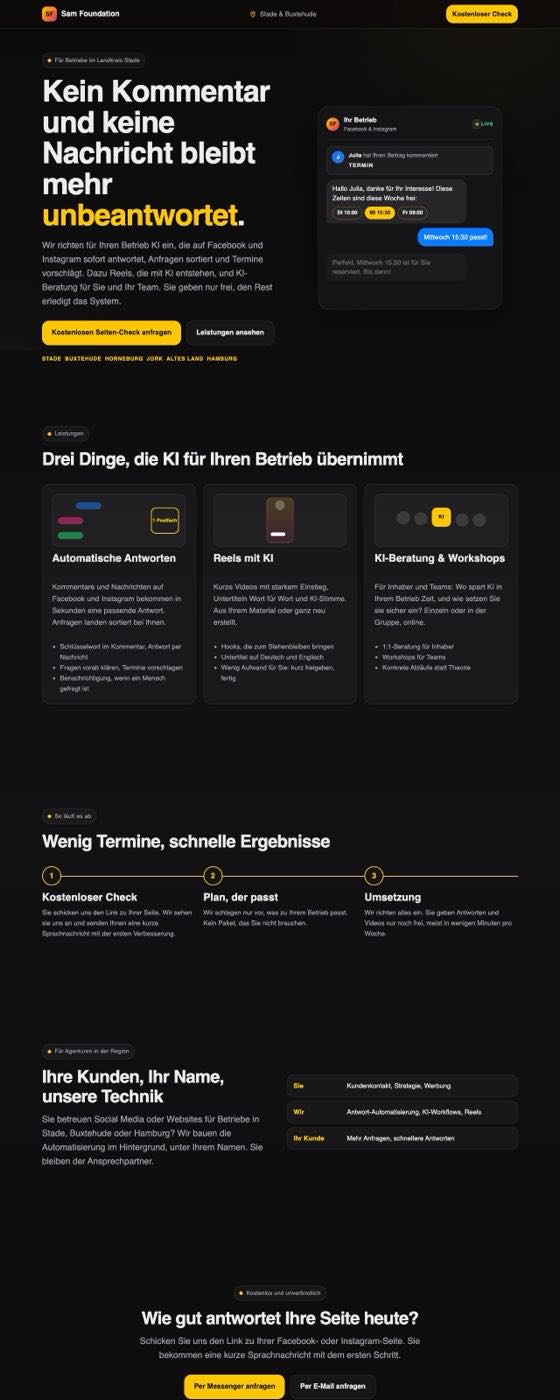 SF Sam Foundation
Stade & Buxtehude
Kostenloser Check
Für Betriebe im Landkreis Stade
Kein Kommentar
und keine
Nachricht bleibt
mehr
unbeantwortet.
Wir richten für Ihren Betrieb KI ein, die auf Facebook und
Instagram sofort antwortet, Anfragen sortiert und Termine
vorschlägt. Dazu Reels, die mit KI entstehen, und KI-
Beratung für Sie und Ihr Team. Sie geben nur frei, den Rest
erledigt das System.
Kostenlosen Seiten-Check anfragen
Leistungen ansehen
STADE BUXTEHUDE HORNEBURG JORK ALTES LAND HAMBURG
SF Ihr Betrieb
Facebook & Instagram
LIVE
J Julia hat Ihren Beitrag kommentiert
TERMIN
Hallo Julia, danke für Ihr Interesse! Diese
Zeiten sind diese Woche frei:
Di 10:00 Mi 15:30 Fr 09:00
Mittwoch 15:30 passt!
Perfekt, Mittwoch 15:30 ist für Sie
reserviert. Bis dann!
Leistungen
Drei Dinge, die KI für Ihren Betrieb übernimmt
1 Postfach
Automatische Antworten
Kommentare und Nachrichten auf
Facebook und Instagram bekommen in
Sekunden eine passende Antwort.
Anfragen landen sortiert bei Ihnen.
Schlüsselwort im Kommentar, Antwort per
Nachricht
Fragen vorab klären, Termine vorschlagen
Benachrichtigung, wenn ein Mensch
gefragt ist
Reels mit KI
Kurze Videos mit starkem Einstieg,
Untertiteln Wort für Wort und KI-Stimme.
Aus Ihrem Material oder ganz neu
erstellt.
Hooks, die zum Stehenbleiben bringen
Untertitel auf Deutsch und Englisch
Wenig Aufwand für Sie: kurz freigeben,
fertig
KI
KI-Beratung & Workshops
Für Inhaber und Teams: Wo spart KI in
Ihrem Betrieb Zeit, und wie setzen Sie
sie sicher ein? Einzeln oder in der
Gruppe, online.
1:1-Beratung für Inhaber
Workshops für Teams
Konkrete Abläufe statt Theorie
So läuft es ab
Wenig Termine, schnelle Ergebnisse
1
Kostenloser Check
Sie schicken uns den Link zu Ihrer Seite. Wir sehen
sie uns an und senden Ihnen eine kurze
Sprachnachricht mit der ersten Verbesserung.
2
Plan, der passt
Wir schlagen nur vor, was zu Ihrem Betrieb passt.
Kein Paket, das Sie nicht brauchen.
3
Umsetzung
Wir richten alles ein. Sie geben Antworten und
Videos nur noch frei, meist in wenigen Minuten pro
Woche.
Für Agenturen in der Region
Ihre Kunden, Ihr Name,
unsere Technik
Sie betreuen Social Media oder Websites für Betriebe in
Stade, Buxtehude oder Hamburg? Wir bauen die
Automatisierung im Hintergrund, unter Ihrem Namen. Sie
bleiben der Ansprechpartner.
Sie Kundenkontakt, Strategie, Werbung
Wir Antwort-Automatisierung, KI-Workflows, Reels
Ihr Kunde Mehr Anfragen, schnellere Antworten
Kostenlos und unverbindlich
Wie gut antwortet Ihre Seite heute?
Schicken Sie uns den Link zu Ihrer Facebook- oder Instagram-Seite. Sie
bekommen eine kurze Sprachnachricht mit dem ersten Schritt.
Per Messenger anfragen
Per E-Mail anfragen